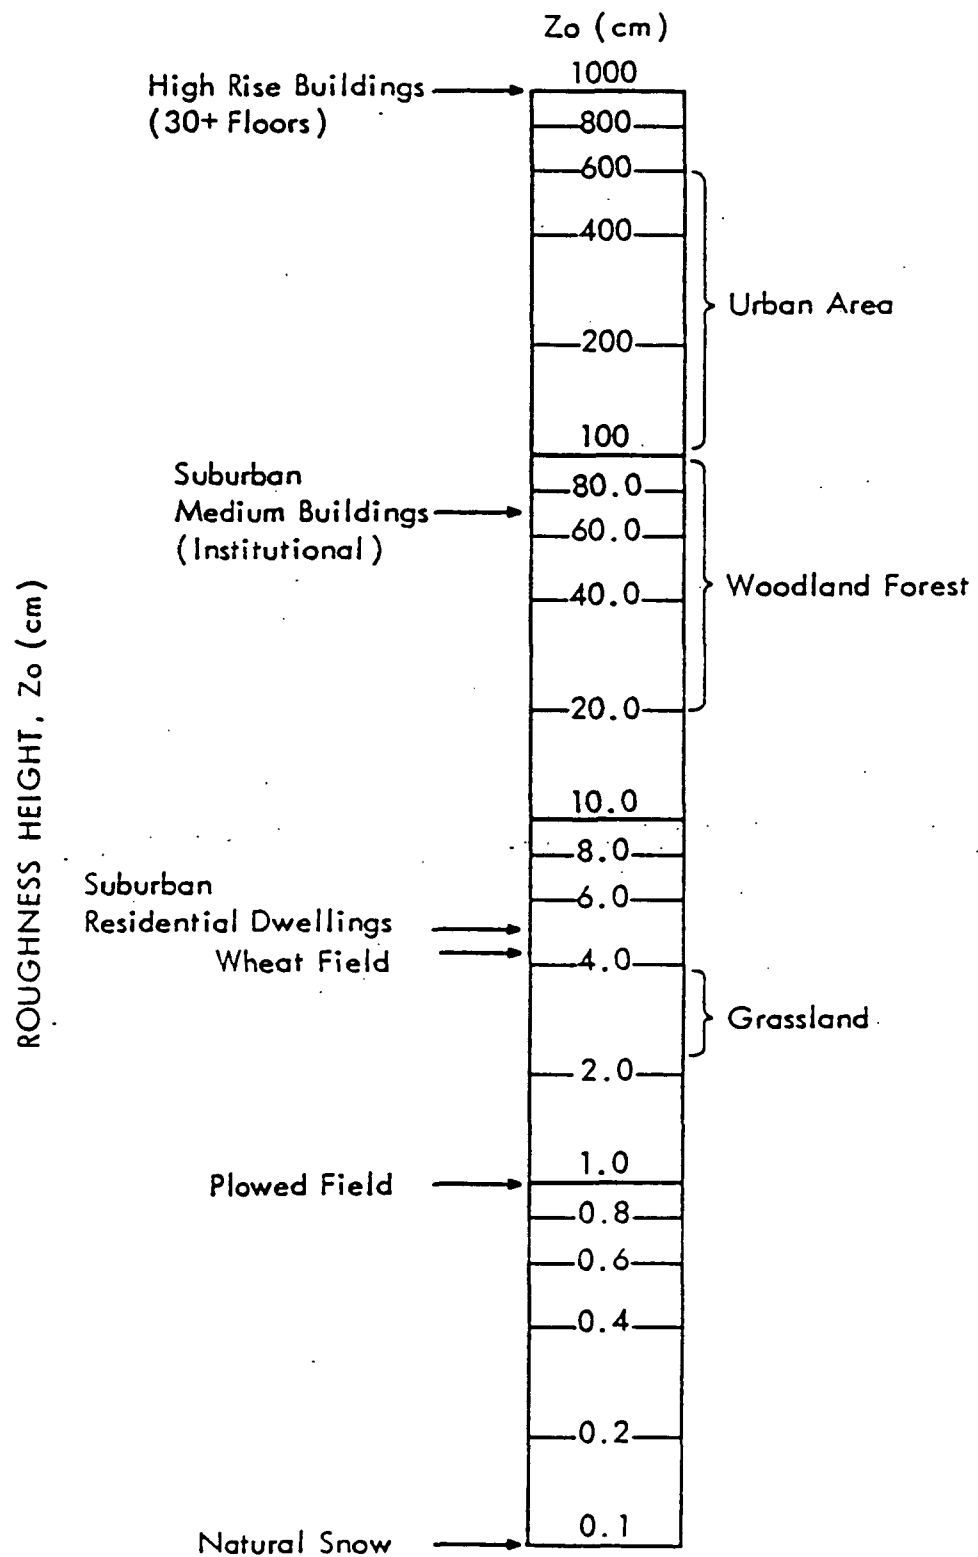 Zo (cm)
1000
High Rise Buildings
(30+ Floors)
800
600
400
Urban Area
200
100
Suburban
Medium Buildings
(Institutional)
80.0
60.0
Woodland Forest
40.0
20.0
10.0
8.0
Suburban
Residential Dwellings
6.0
Wheat Field
4.0
Grassland
2.0
1.0
Plowed Field
0.8
0.6
0.4
0.2
0.1
Natural Snow
ROUGHNESS HEIGHT, Zo (cm)